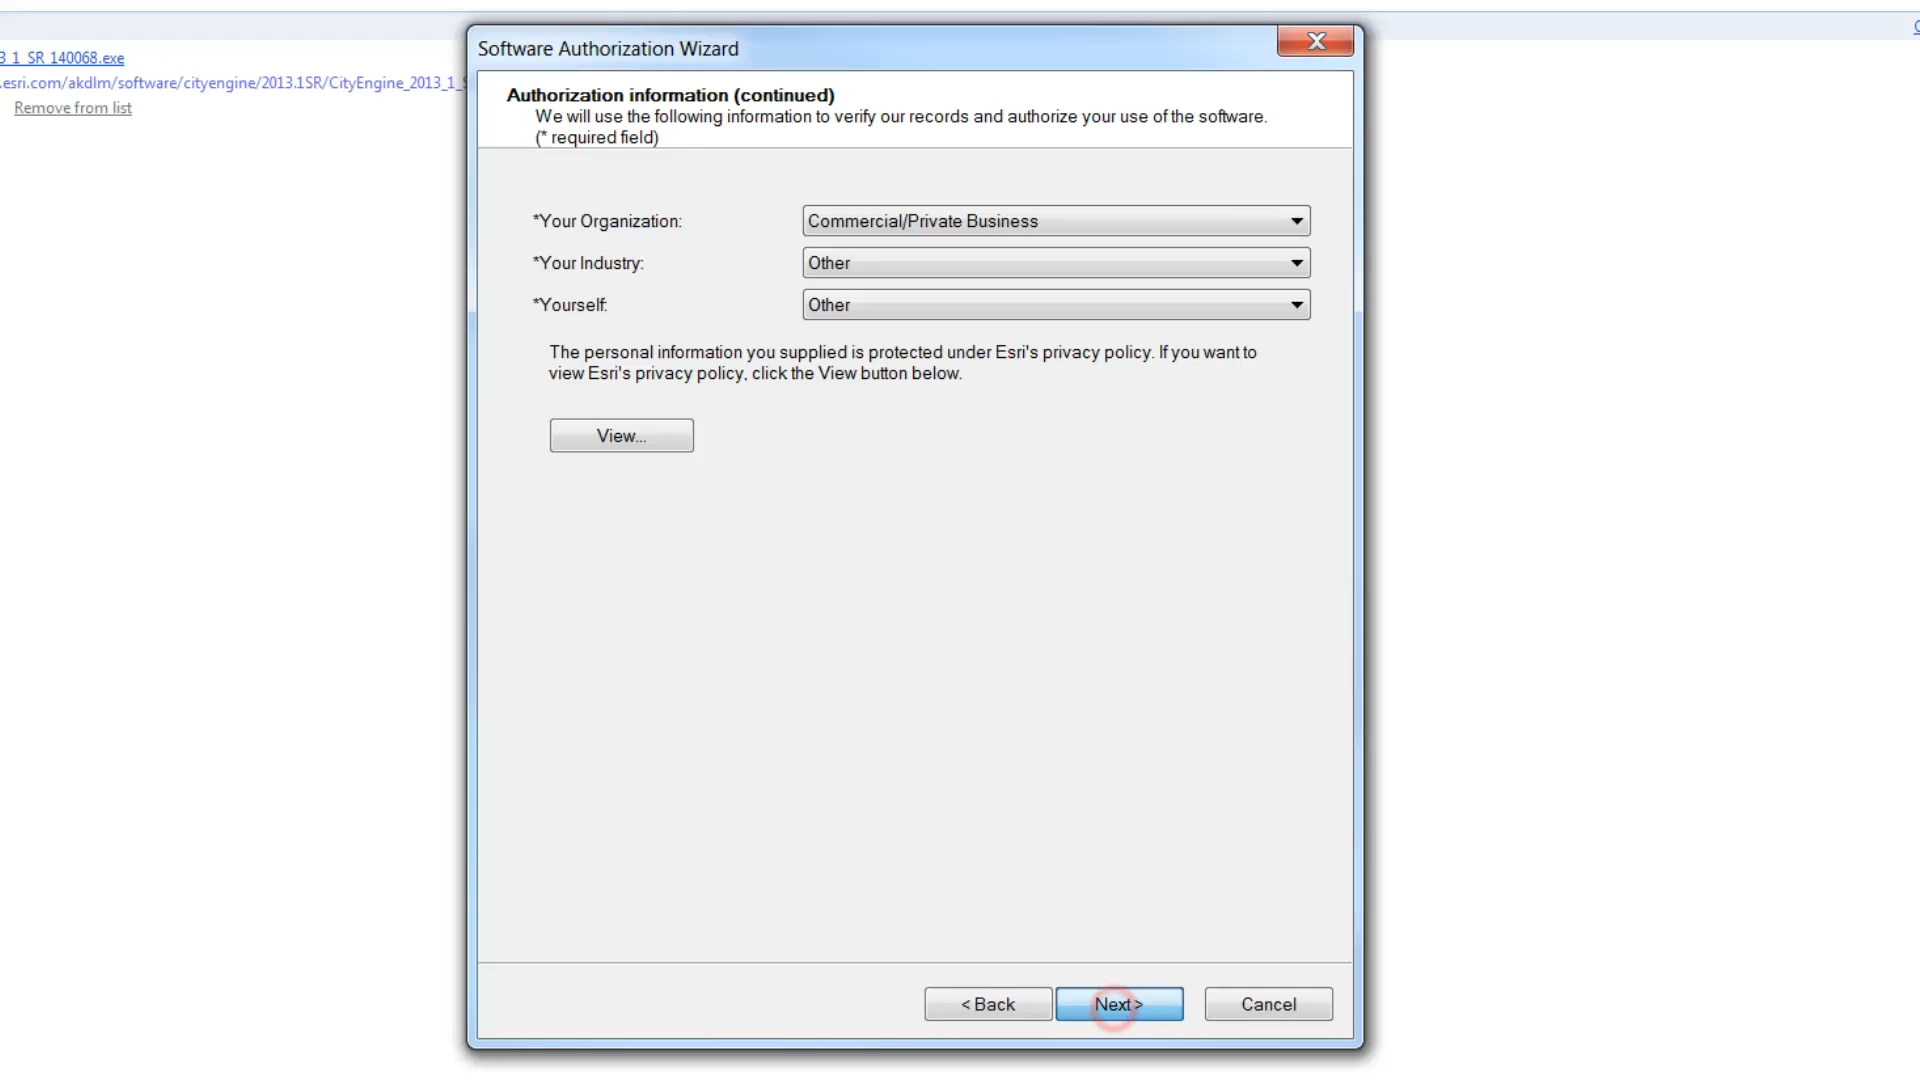 Software Authorization Wizard
3_1_SR_140068.exe
.esri.com/akdlm/software/cityengine/2013.1SR/CityEngine_2013_1_
Remove from list
Authorization information (continued)
We will use the following information to verify our records and authorize your use of the software.
(* required field)
*Your Organization: Commercial/Private Business
*Your Industry: Other
*Yourself: Other
The personal information you supplied is protected under Esri's privacy policy. If you want to
view Esri's privacy policy, click the View button below.
View...
< Back Next > Cancel